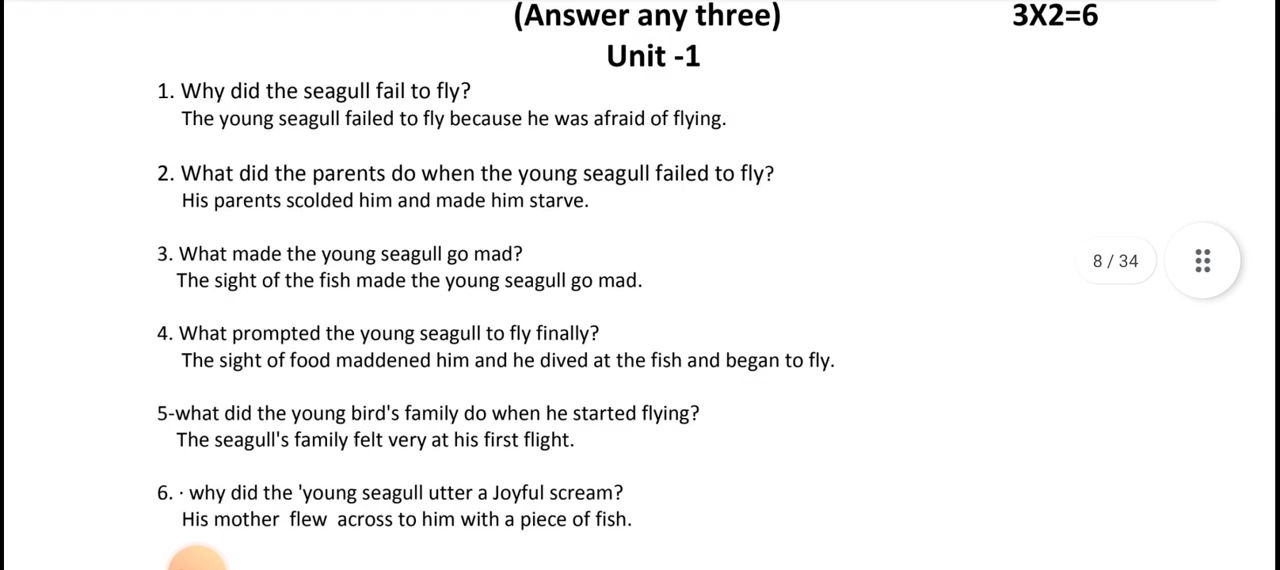 (Answer any three) 3X2=6
Unit -1
1. Why did the seagull fail to fly?
The young seagull failed to fly because he was afraid of flying.
2. What did the parents do when the young seagull failed to fly?
His parents scolded him and made him starve.
3. What made the young seagull go mad?
The sight of the fish made the young seagull go mad.
8 / 34
4. What prompted the young seagull to fly finally?
The sight of food maddened him and he dived at the fish and began to fly.
5-what did the young bird's family do when he started flying?
The seagull's family felt very at his first flight.
6. · why did the 'young seagull utter a Joyful scream?
His mother flew across to him with a piece of fish.